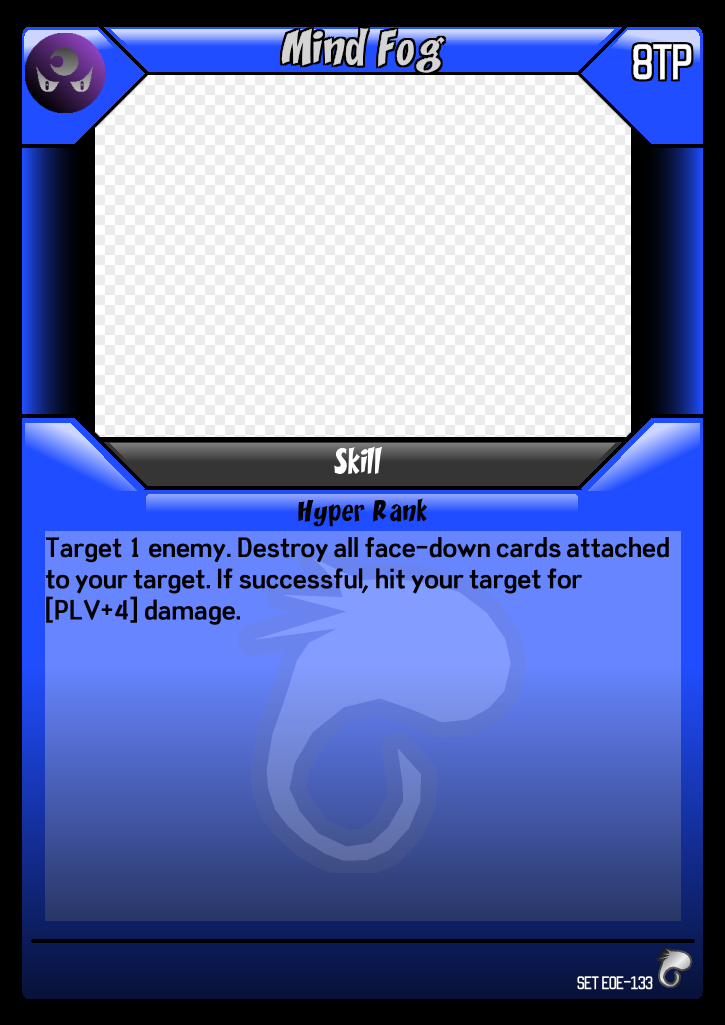 Mind Fog
8TP
Skill
Hyper Rank
Target 1 enemy. Destroy all face-down cards attached
to your target. If successful, hit your target for
[PLV+4] damage.
SET EOE-133